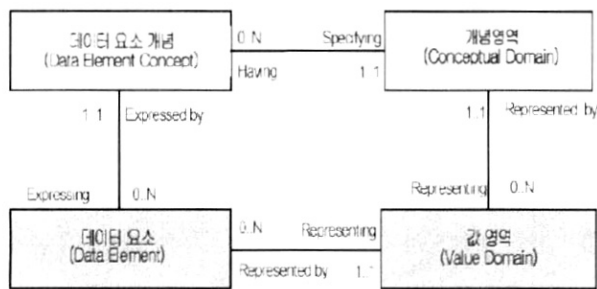 데이터 요소 개념
(Data Element Concept)
0..N
Specifying
Having
1..1
개념영역
(Conceptual Domain)
1..1
Expressed by
1..1
Represented by
Expressing
0..N
Representing
0..N
데이터 요소
(Data Element)
0..N
Representing
Represented by
1..1
값 영역
(Value Domain)